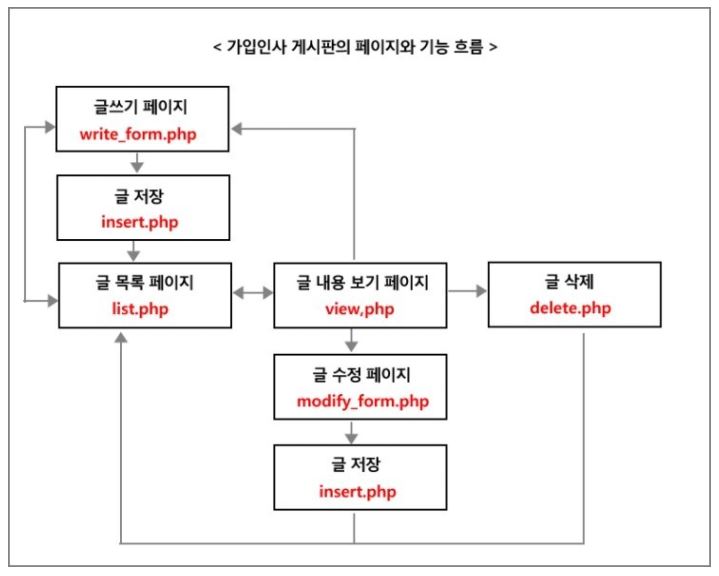 < 가입인사 게시판의 페이지와 기능 흐름 >
글쓰기 페이지
write_form.php
글 저장
insert.php
글 목록 페이지
list.php
글 내용 보기 페이지
view,php
글 삭제
delete.php
글 수정 페이지
modify_form.php
글 저장
insert.php